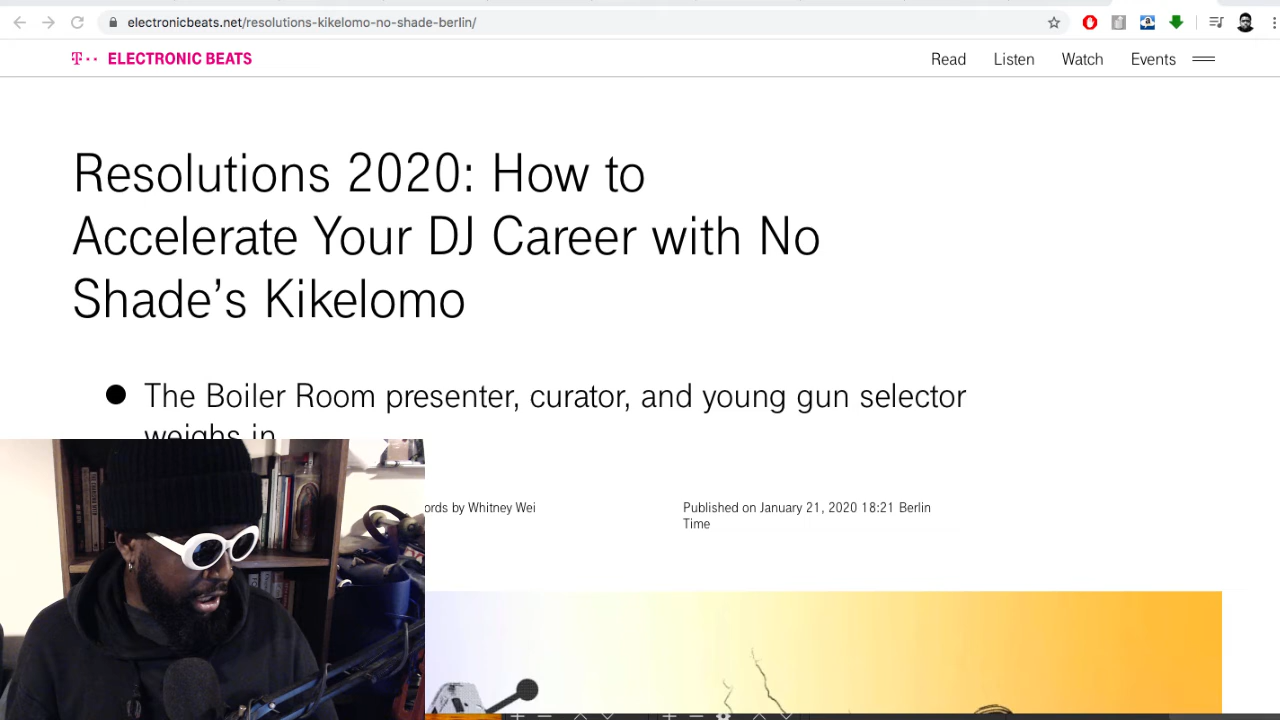 electronicbeats.net/resolutions-kikelomo-no-shade-berlin/
T ELECTRONIC BEATS
Read Listen Watch Events
Resolutions 2020: How to
Accelerate Your DJ Career with No
Shade’s Kikelomo
The Boiler Room presenter, curator, and young gun selector
weighs in
by Whitney Wei
Published on January 21, 2020 18:21 Berlin
Time